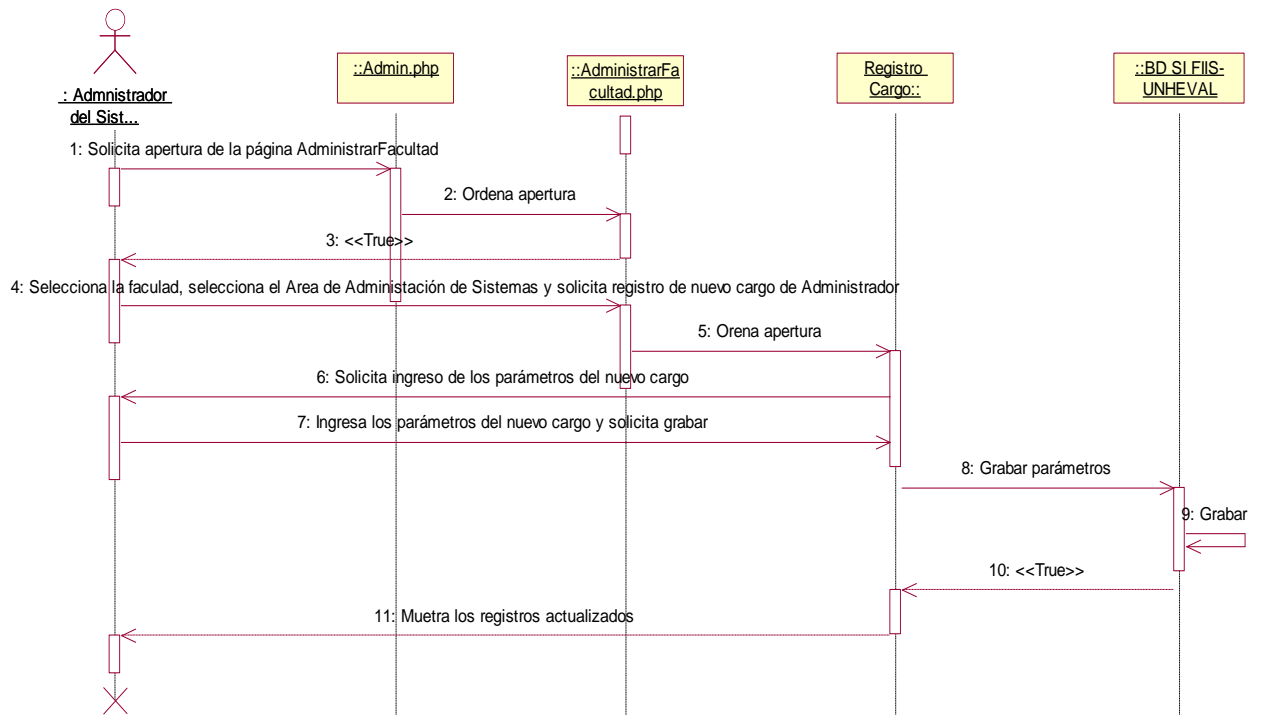 : Admnistrador
del Sist...
::Admin.php
::AdministrarFa
cultad.php
Registro
Cargo::
::BD SI FIIS-
UNHEVAL
1: Solicita apertura de la página AdministrarFacultad
2: Ordena apertura
3: <<True>>
4: Selecciona la faculad, selecciona el Area de Administación de Sistemas y solicita registro de nuevo cargo de Administrador
5: Orena apertura
6: Solicita ingreso de los parámetros del nuevo cargo
7: Ingresa los parámetros del nuevo cargo y solicita grabar
8: Grabar parámetros
9: Grabar
10: <<True>>
11: Muetra los registros actualizados